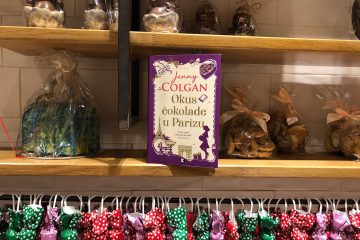 Jenny
COLGAN
Okus
čokolade
u Parizu